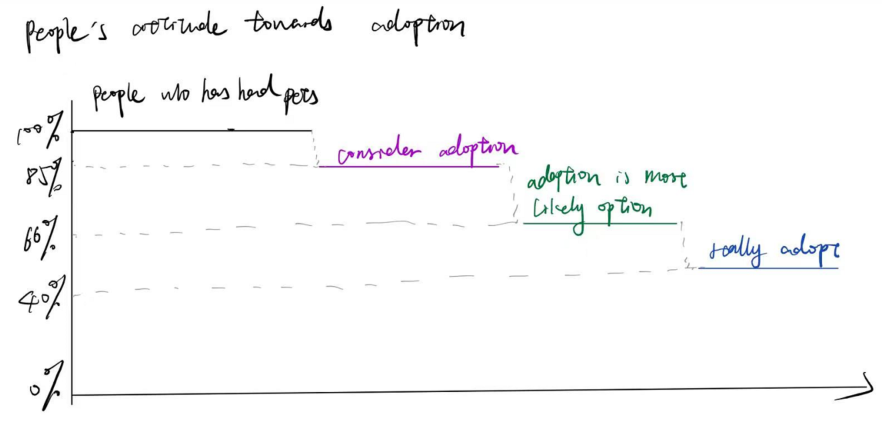 People's attitude towards adoption
People who has had pets
100%
consider adoption
85%
adoption is more
likely option
66%
really adopt
40%
0%